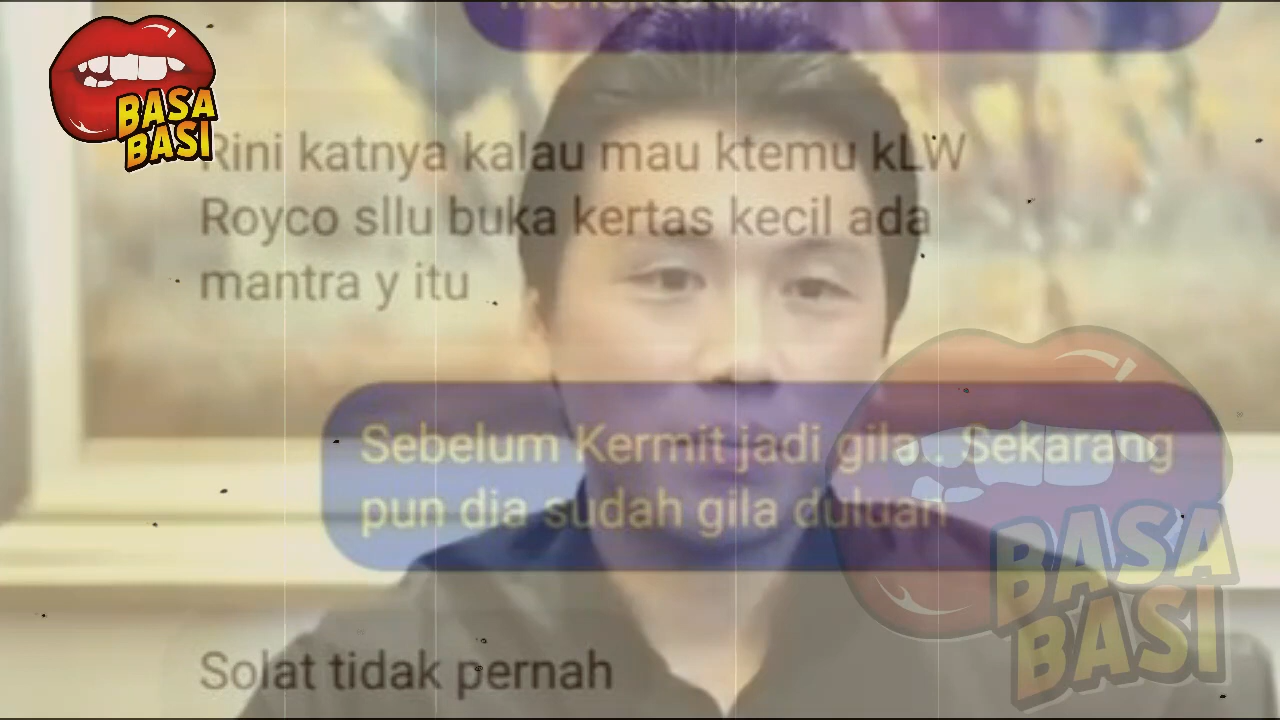 BASA
BASI
Rini katnya kalau mau ktemu kLW
Royco sllu buka kertas kecil ada
mantra y itu
Sebelum Kermit jadi gila . Sekarang
pun dia sudah gila duluan
BASA
BASI
Solat tidak pernah